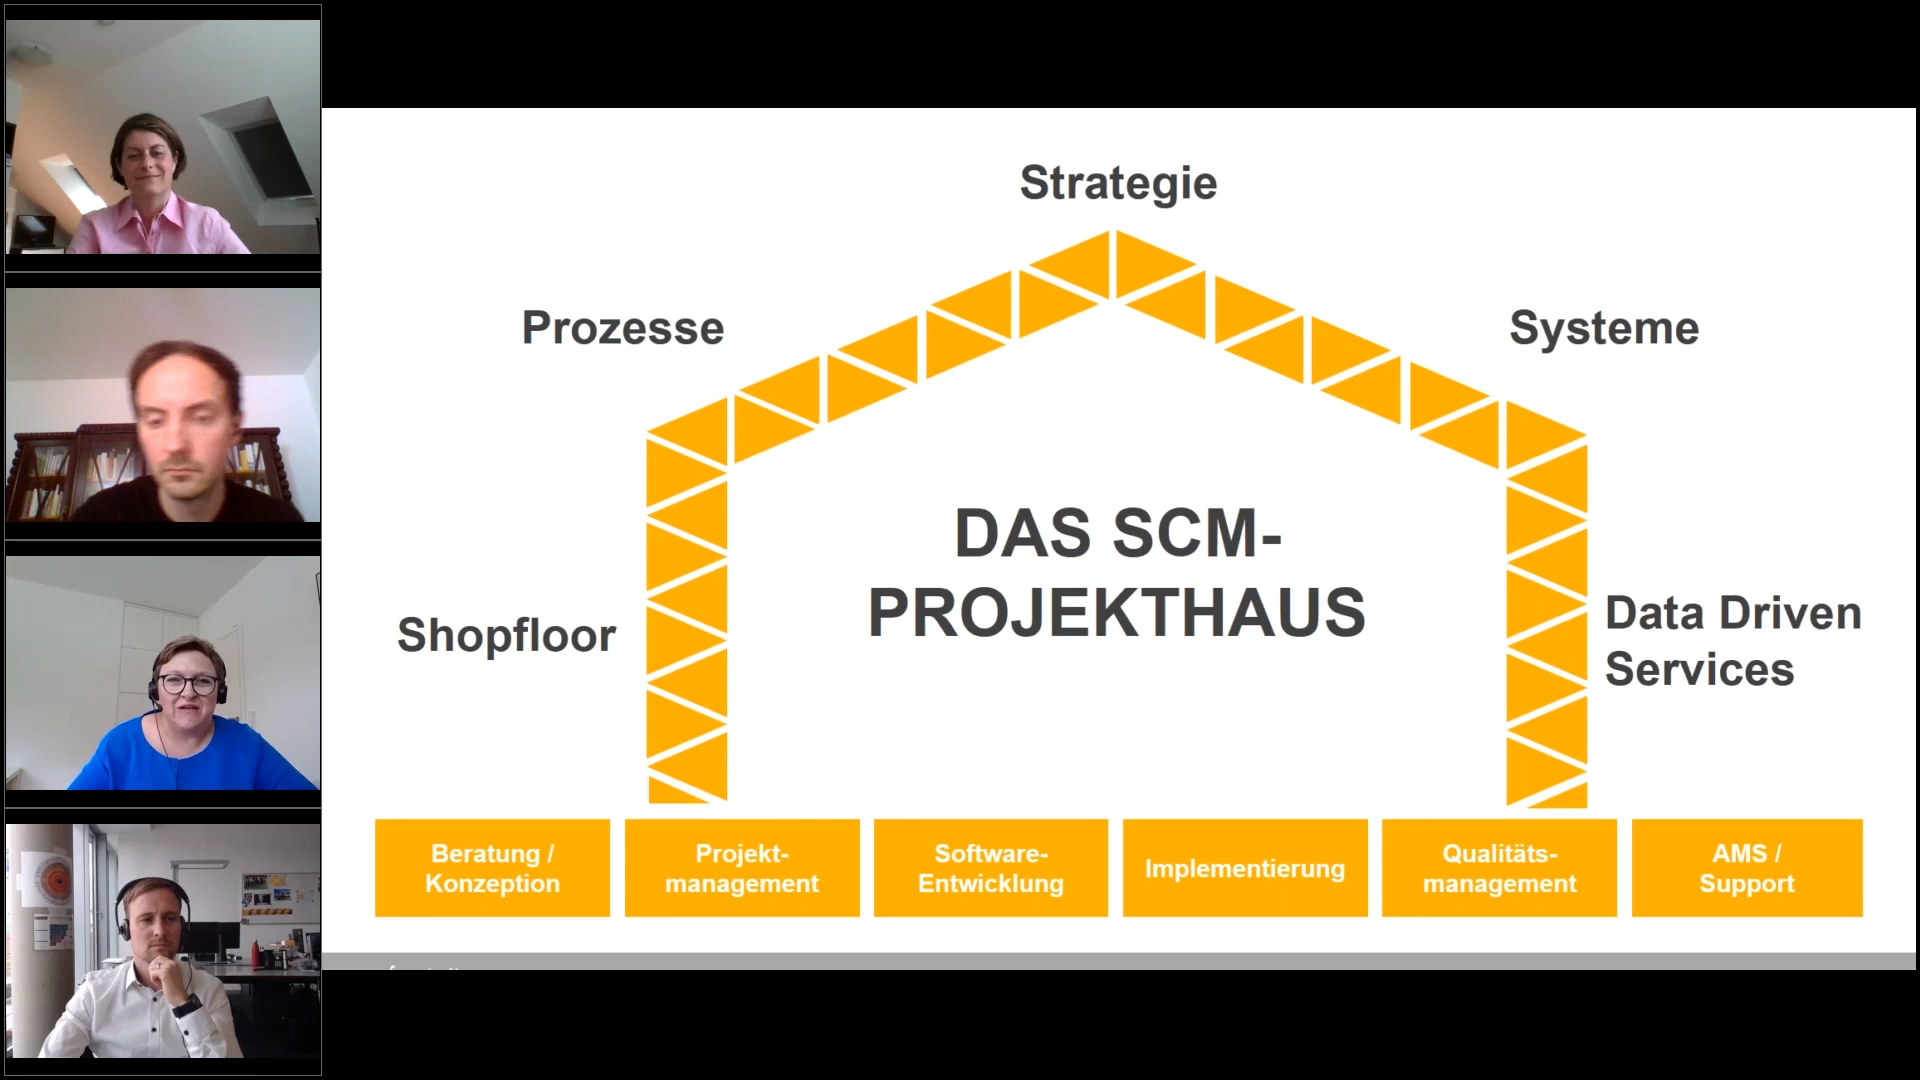 Strategie
Prozesse
Systeme
DAS SCM-
PROJEKTHAUS
Shopfloor
Data Driven
Services
Beratung /
Konzeption
Projekt-
management
Software-
Entwicklung
Implementierung
Qualitäts-
management
AMS /
Support